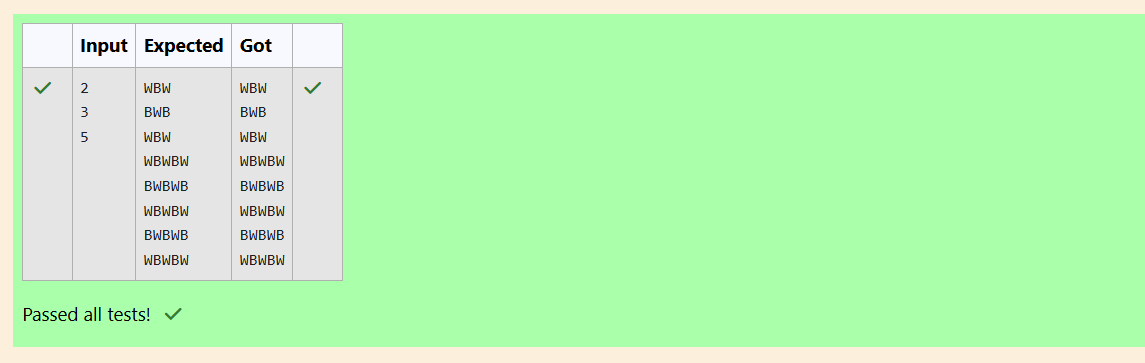 Input Expected Got
2 WBW WBW
3 BWB BWB
5 WBW WBW
WBWBW WBWBW
BWBWB BWBWB
WBWBW WBWBW
BWBWB BWBWB
WBWBW WBWBW
Passed all tests!